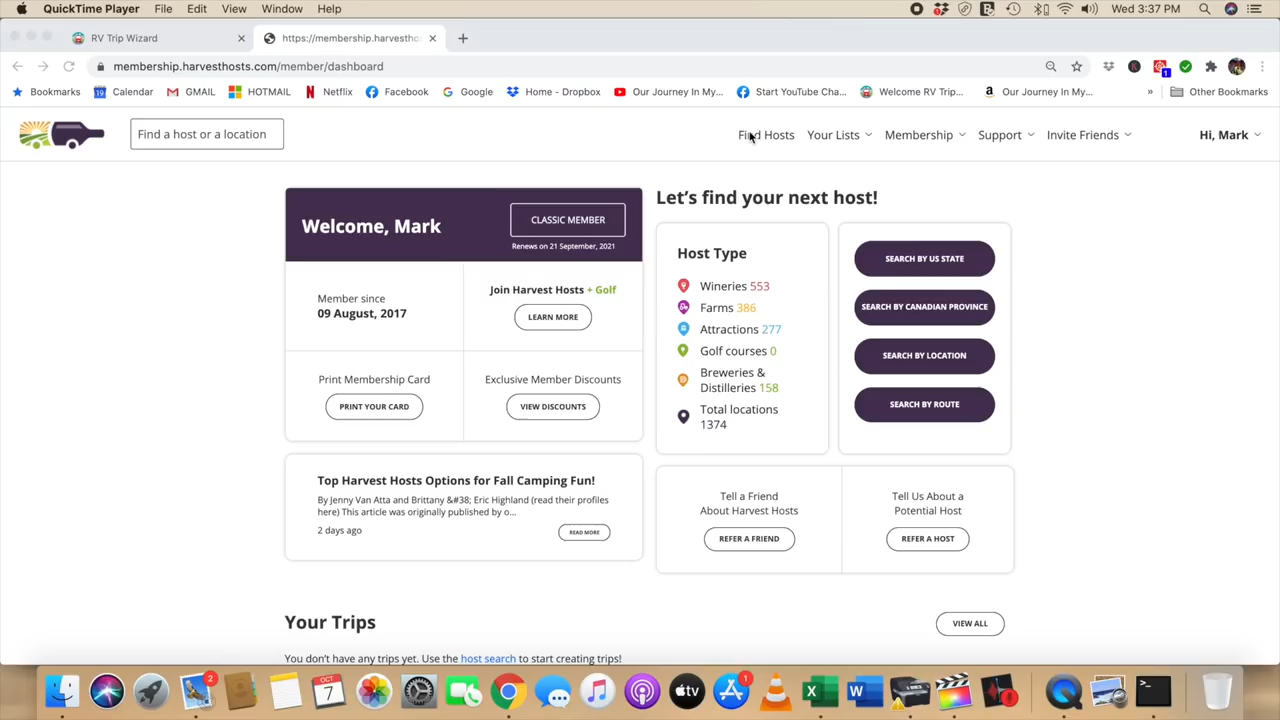 QuickTime Player File Edit View Window Help
Wed 3:37 PM
RV Trip Wizard
https://membership.harvesthos
membership.harvesthosts.com/member/dashboard
Bookmarks Calendar GMAIL HOTMAIL Netflix Facebook Google Home - Dropbox Our Journey In My... Start YouTube Cha... Welcome RV Trip... Our Journey In My... » Other Bookmarks
Find a host or a location
Find Hosts Your Lists Membership Support Invite Friends Hi, Mark
Welcome, Mark
CLASSIC MEMBER
Renews on 21 September, 2021
Member since
09 August, 2017
Join Harvest Hosts + Golf
LEARN MORE
Print Membership Card
PRINT YOUR CARD
Exclusive Member Discounts
VIEW DISCOUNTS
Top Harvest Hosts Options for Fall Camping Fun!
By Jenny Van Atta and Brittany &#38; Eric Highland (read their profiles
here) This article was originally published by o...
2 days ago
READ MORE
Let's find your next host!
Host Type
Wineries 553
Farms 386
Attractions 277
Golf courses 0
Breweries &
Distilleries 158
Total locations
1374
SEARCH BY US STATE
SEARCH BY CANADIAN PROVINCE
SEARCH BY LOCATION
SEARCH BY ROUTE
Tell a Friend
About Harvest Hosts
REFER A FRIEND
Tell Us About a
Potential Host
REFER A HOST
Your Trips
VIEW ALL
You don't have any trips yet. Use the host search to start creating trips!
2
OCT
7
1